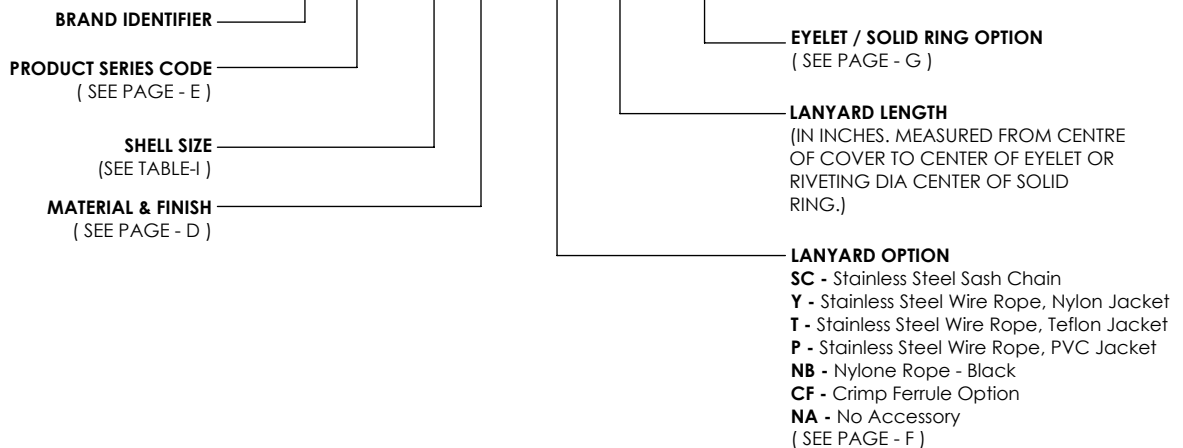 BRAND IDENTIFIER
PRODUCT SERIES CODE
( SEE PAGE - E )
SHELL SIZE
(SEE TABLE-I )
MATERIAL & FINISH
( SEE PAGE - D )
EYELET / SOLID RING OPTION
( SEE PAGE - G )
LANYARD LENGTH
(IN INCHES. MEASURED FROM CENTRE
OF COVER TO CENTER OF EYELET OR
RIVETING DIA CENTER OF SOLID
RING.)
LANYARD OPTION
SC - Stainless Steel Sash Chain
Y - Stainless Steel Wire Rope, Nylon Jacket
T - Stainless Steel Wire Rope, Teflon Jacket
P - Stainless Steel Wire Rope, PVC Jacket
NB - Nylone Rope - Black
CF - Crimp Ferrule Option
NA - No Accessory
( SEE PAGE - F )